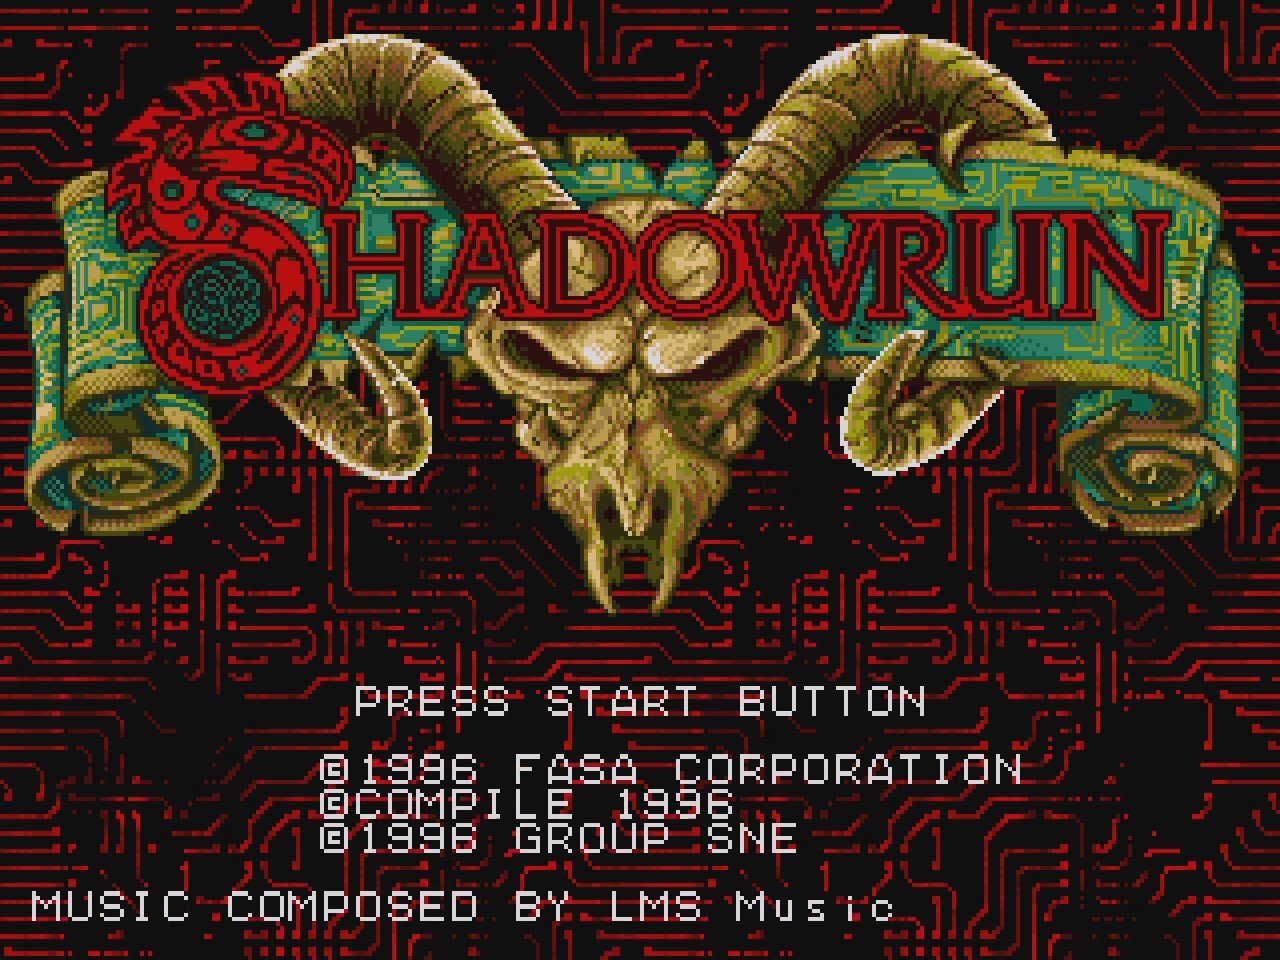 SHADOWRUN
PRESS START BUTTON
©1996 FASA CORPORATION
©COMPILE 1996
©1996 GROUP SNE
MUSIC COMPOSED BY LMS Music